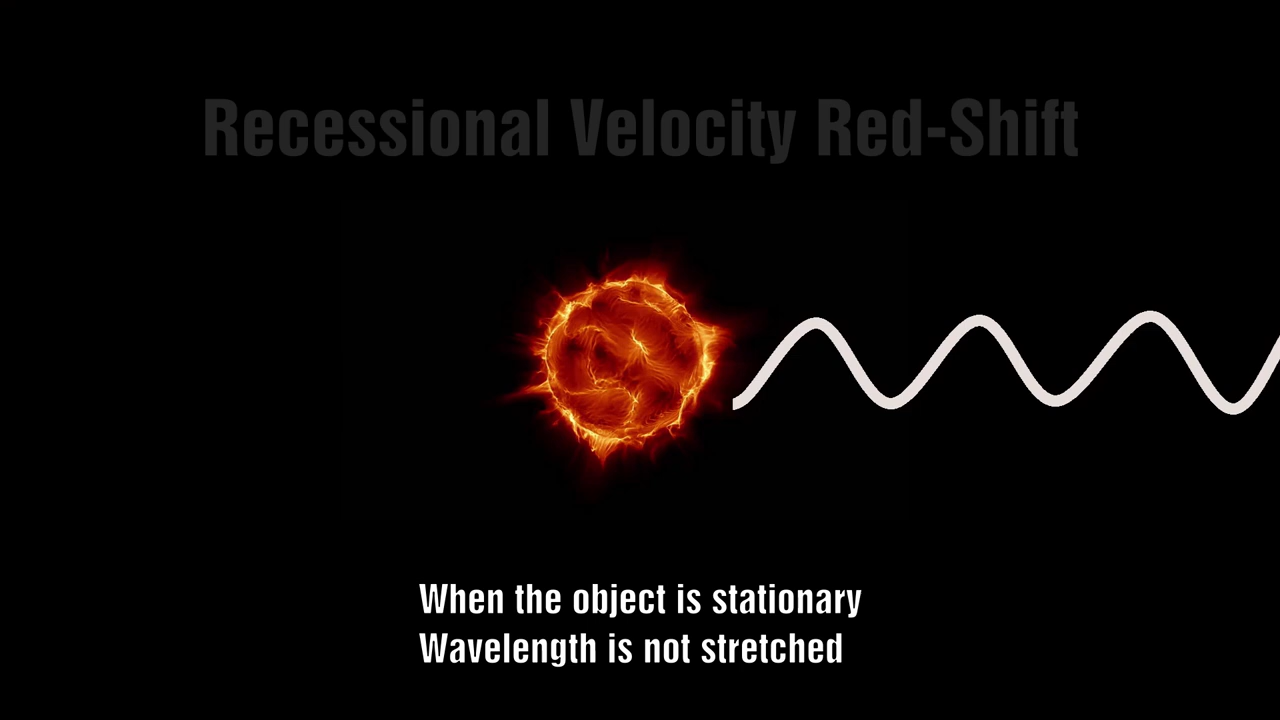 Recessional Velocity Red-Shift
When the object is stationary
Wavelength is not stretched